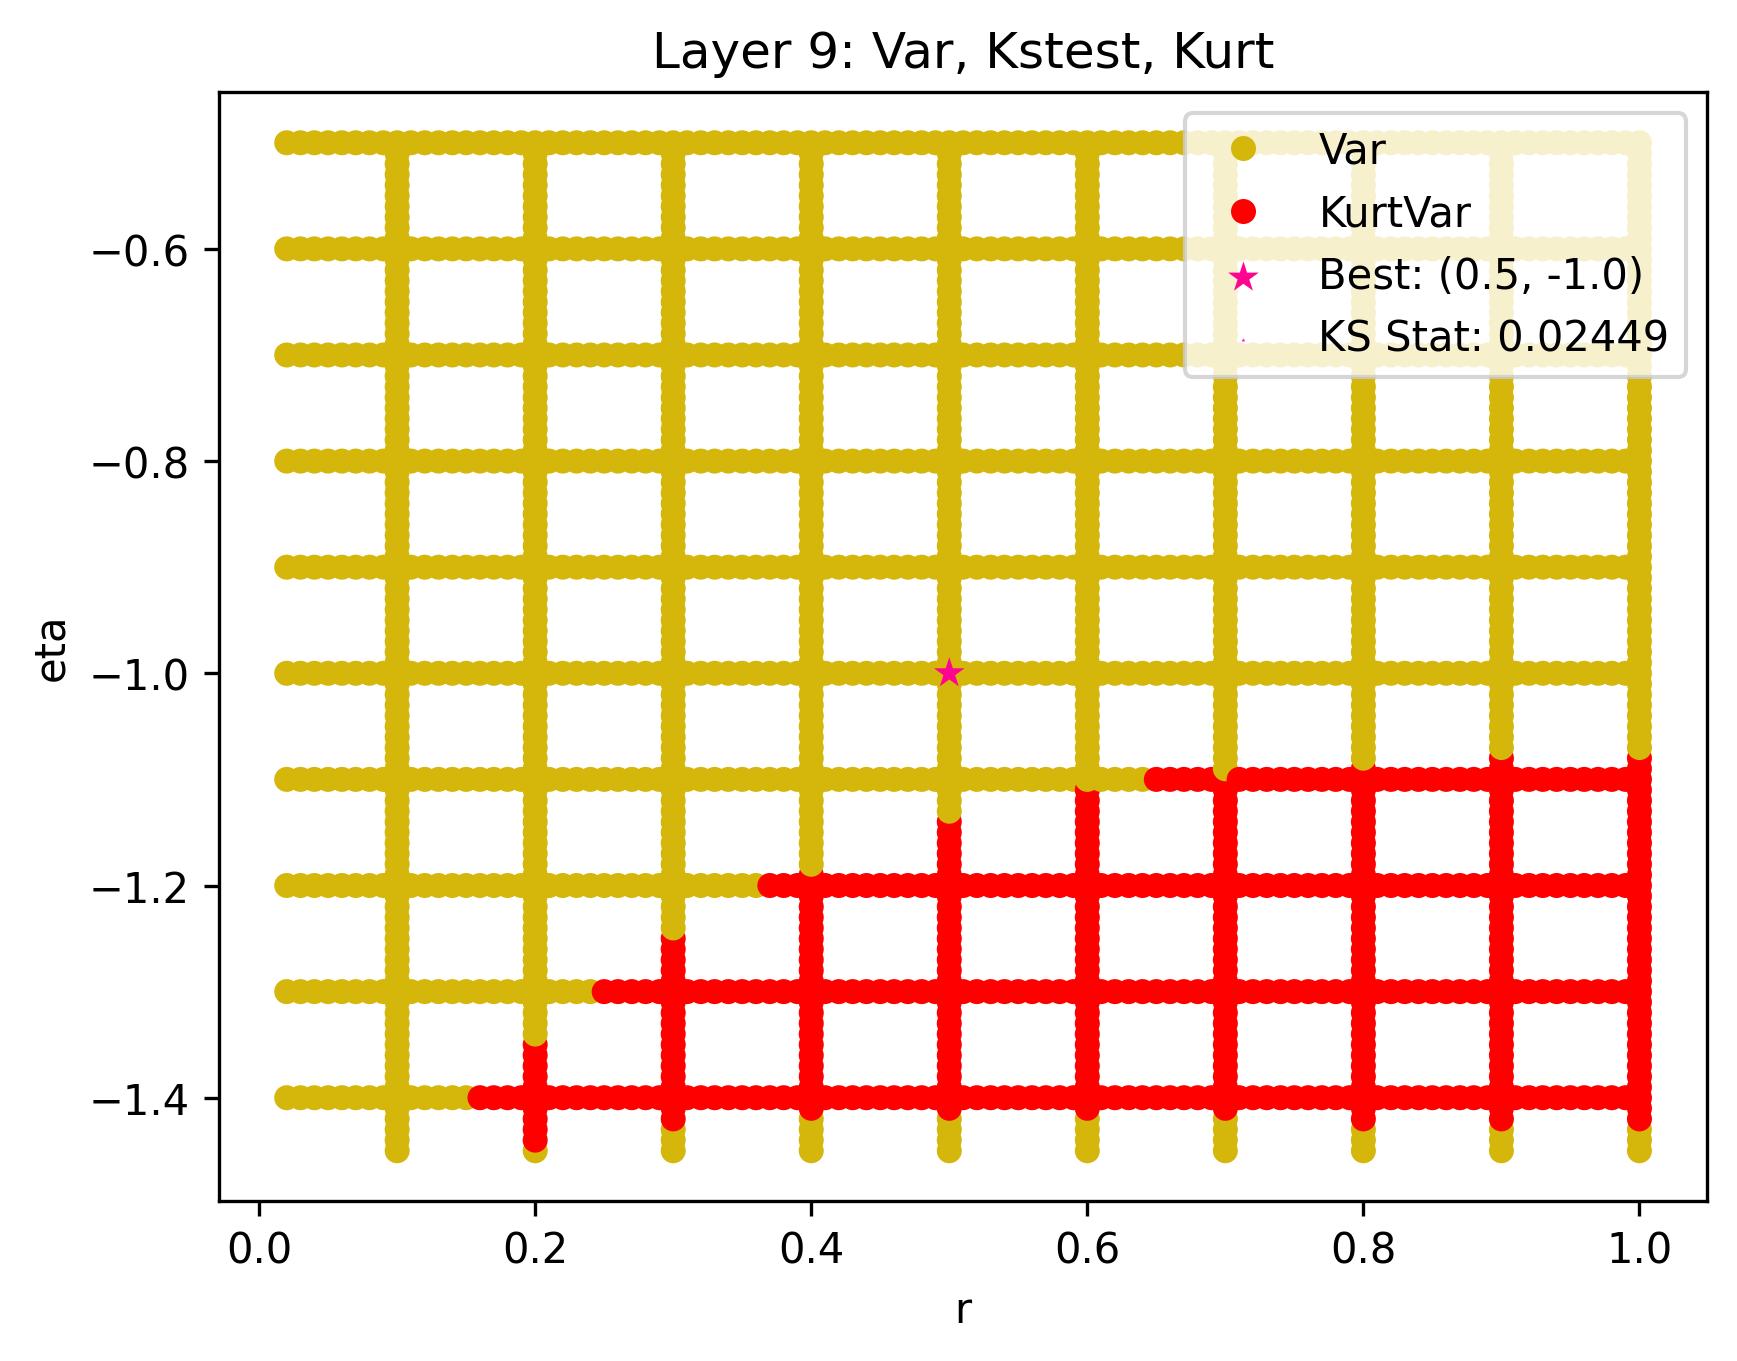 Layer 9: Var, Kstest, Kurt
Var
KurtVar
Best: (0.5, -1.0)
KS Stat: 0.02449
eta
−0.6
−0.8
−1.0
−1.2
−1.4
0.0 0.2 0.4 0.6 0.8 1.0
r